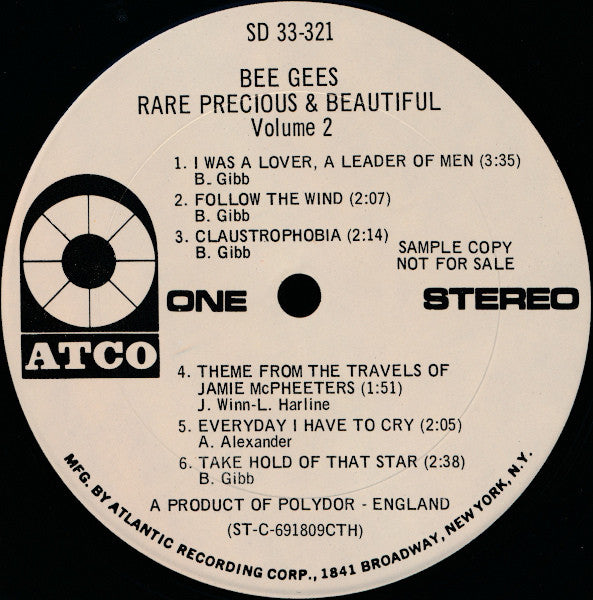 SD 33-321
BEE GEES
RARE PRECIOUS & BEAUTIFUL
Volume 2
1. I WAS A LOVER, A LEADER OF MEN (3:35)
B. Gibb
2. FOLLOW THE WIND (2:07)
B. Gibb
3. CLAUSTROPHOBIA (2:14)
B. Gibb
SAMPLE COPY
NOT FOR SALE
ONE
STEREO
ATCO
4. THEME FROM THE TRAVELS OF
JAMIE McPHEETERS (1:51)
J. Winn-L. Harline
5. EVERYDAY I HAVE TO CRY (2:05)
A. Alexander
6. TAKE HOLD OF THAT STAR (2:38)
B. Gibb
A PRODUCT OF POLYDOR - ENGLAND
(ST-C-691809CTH)
MFG. BY ATLANTIC RECORDING CORP., 1841 BROADWAY, NEW YORK, N.Y.